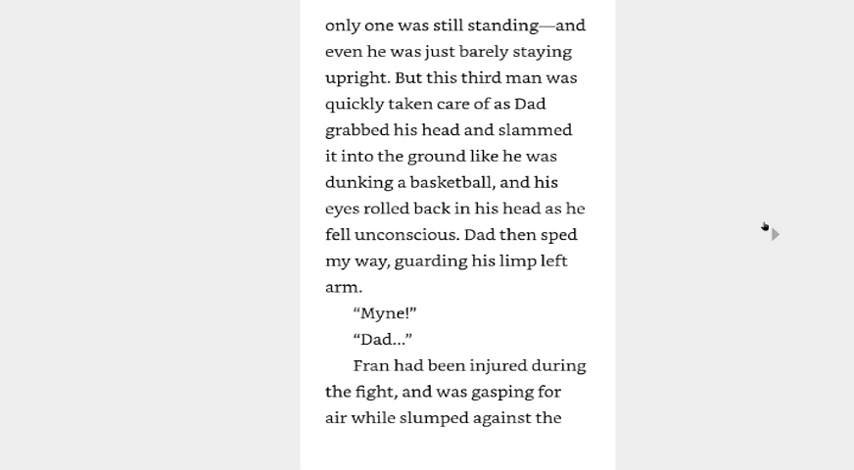 only one was still standing—and
even he was just barely staying
upright. But this third man was
quickly taken care of as Dad
grabbed his head and slammed
it into the ground like he was
dunking a basketball, and his
eyes rolled back in his head as he
fell unconscious. Dad then sped
my way, guarding his limp left
arm.
“Myne!”
“Dad...”
Fran had been injured during
the fight, and was gasping for
air while slumped against the